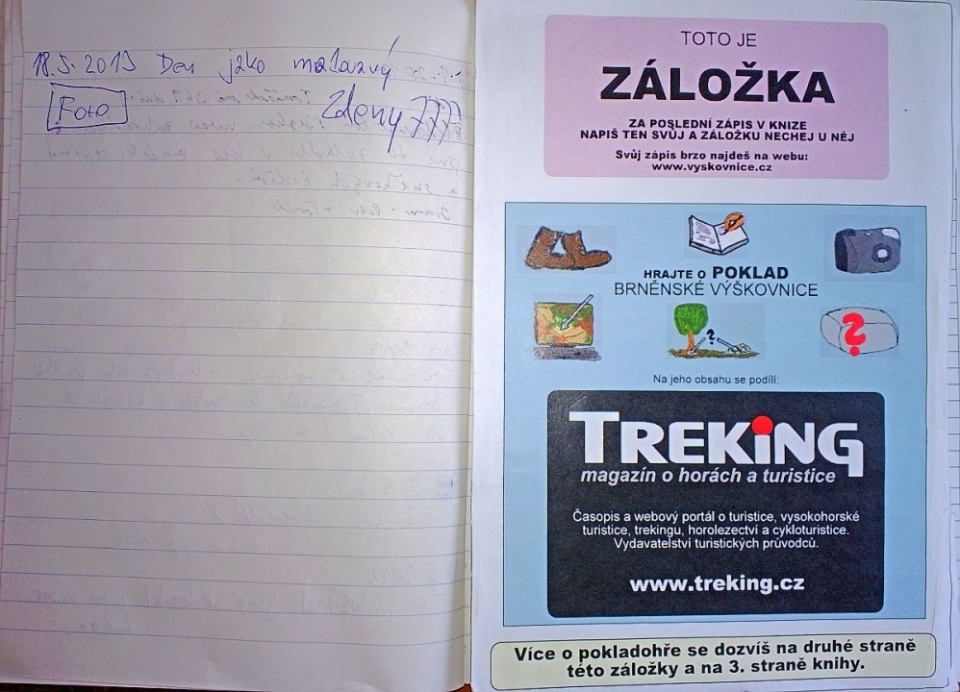 18.5.2013 Den jako malovaný
Foto
Zdeny777
TOTO JE
ZÁLOŽKA
ZA POSLEDNÍ ZÁPIS V KNIZE
NAPIŠ TEN SVŮJ A ZÁLOŽKU NECHEJ U NĚJ
Svůj zápis brzo najdeš na webu:
www.vyskovnice.cz
HRAJTE O POKLAD
BRNĚNSKÉ VÝŠKOVNICE
?
?
Na jeho obsahu se podílí:
TREKING
magazín o horách a turistice
Časopis a webový portál o turistice, vysokohorské
turistice, trekingu, horolezectví a cykloturistice.
Vydavatelství turistických průvodců.
www.treking.cz
Více o pokladohře se dozvíš na druhé straně
této záložky a na 3. straně knihy.